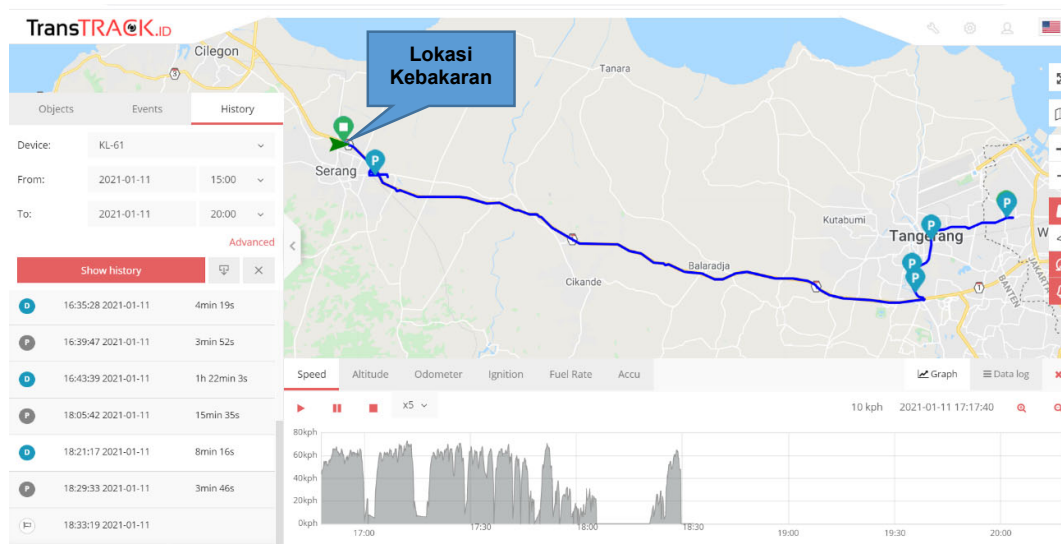 TransTRACK.ID
Cilegon
3
Lokasi
Kebakaran
Tanara
Objects Events History
Device: KL-61
From: 2021-01-11 15:00
To: 2021-01-11 20:00
Advanced
Show history
D 16:35:28 2021-01-11 4min 19s
P 16:39:47 2021-01-11 3min 52s
D 16:43:39 2021-01-11 1h 22min 3s
P 18:05:42 2021-01-11 15min 35s
D 18:21:17 2021-01-11 8min 16s
P 18:29:33 2021-01-11 3min 46s
18:33:19 2021-01-11
Serang
P
Cikande
Balaradja
Kutabumi
Tangerang
P
P
P
P
1
JAKARTA
BANTEN
W
Speed Altitude Odometer Ignition Fuel Rate Accu Graph Data log
x5 10 kph 2021-01-11 17:17:40
80kph
60kph
40kph
20kph
0kph
17:00 17:30 18:00 18:30 19:00 19:30 20:00